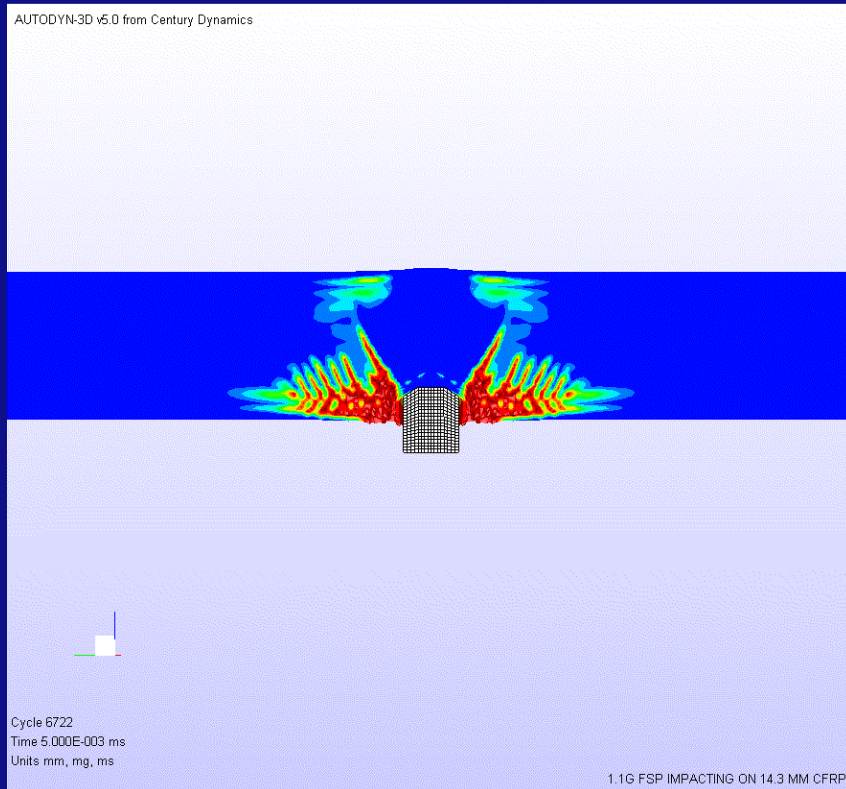 AUTODYN-3D v5.0 from Century Dynamics
Cycle 6722
Time 5.000E-003 ms
Units mm, mg, ms
1.1G FSP IMPACTING ON 14.3 MM CFRP